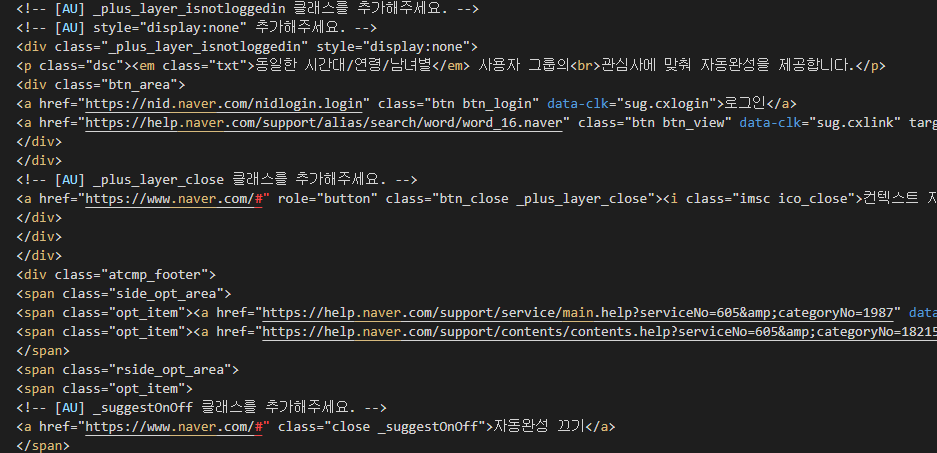 <!-- [AU] _plus_layer_isnotloggedin 클래스를 추가해주세요. -->
<!-- [AU] style="display:none" 추가해주세요. -->
<div class="_plus_layer_isnotloggedin" style="display:none">
<p class="dsc"><em class="txt">동일한 시간대/연령/남녀별</em> 사용자 그룹의<br>관심사에 맞춰 자동완성을 제공합니다.</p>
<div class="btn_area">
<a href="https://nid.naver.com/nidlogin.login" class="btn btn_login" data-clk="sug.cxlogin">로그인</a>
<a href="https://help.naver.com/support/alias/search/word/word_16.naver" class="btn btn_view" data-clk="sug.cxlink" targ
</div>
</div>
<!-- [AU] _plus_layer_close 클래스를 추가해주세요. -->
<a href="https://www.naver.com/#" role="button" class="btn_close _plus_layer_close"><i class="imsc ico_close">컨텍스트 자
</div>
</div>
</div>
<div class="atcmp_footer">
<span class="side_opt_area">
<span class="opt_item"><a href="https://help.naver.com/support/service/main.help?serviceNo=605&amp;categoryNo=1987" data
<span class="opt_item"><a href="https://help.naver.com/support/contents/contents.help?serviceNo=605&amp;categoryNo=18215
</span>
<span class="rside_opt_area">
<span class="opt_item">
<!-- [AU] _suggestOnOff 클래스를 추가해주세요. -->
<a href="https://www.naver.com/#" class="close _suggestOnOff">자동완성 끄기</a>
</span>